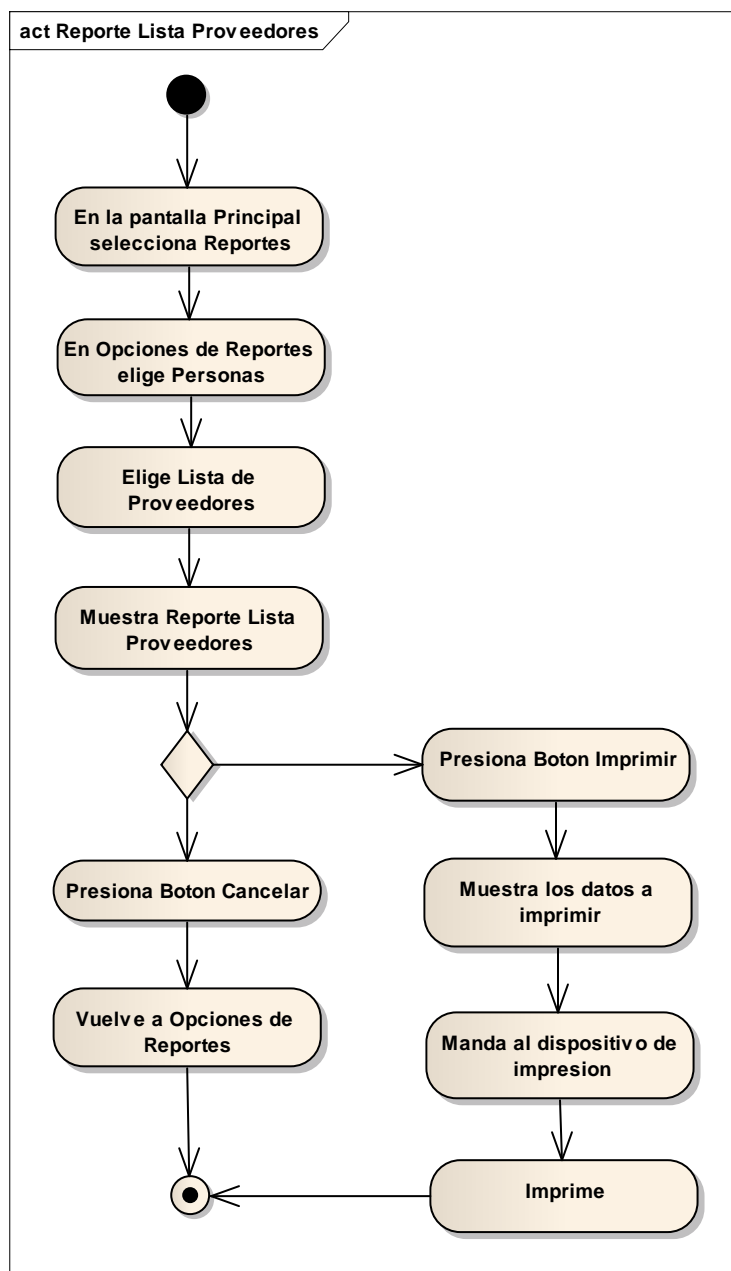 act Reporte Lista Proveedores
En la pantalla Principal
selecciona Reportes
En Opciones de Reportes
elige Personas
Elige Lista de
Proveedores
Muestra Reporte Lista
Proveedores
Presiona Boton Imprimir
Presiona Boton Cancelar
Muestra los datos a
imprimir
Vuelve a Opciones de
Reportes
Manda al dispositivo de
impresion
Imprime